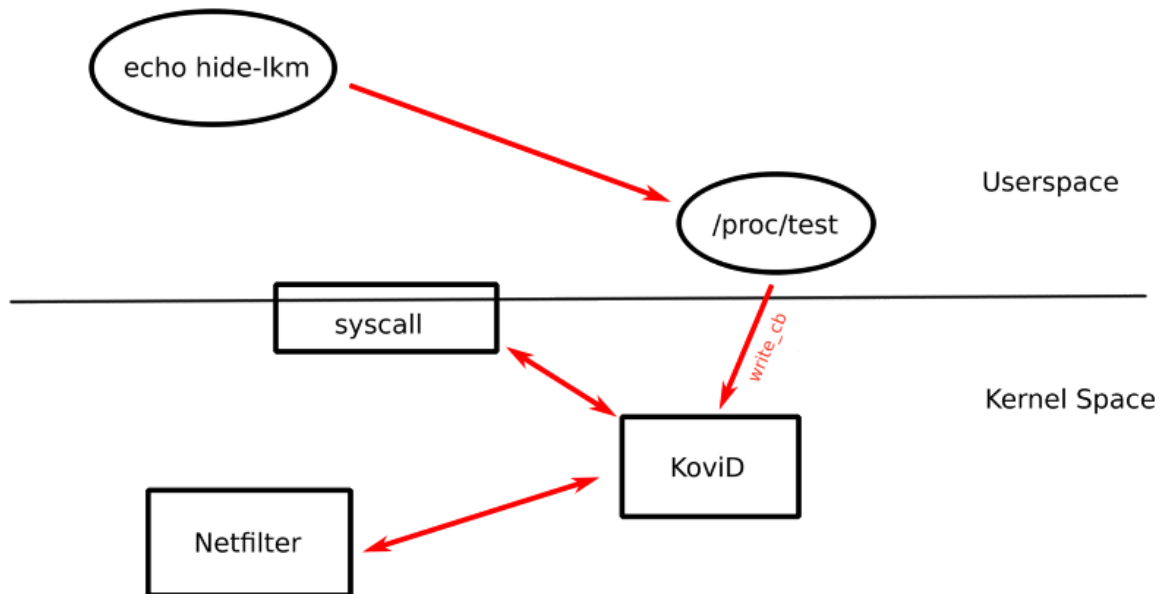 echo hide-lkm
Userspace
/proc/test
syscall
write_cb
Kernel Space
KoviD
Netfilter